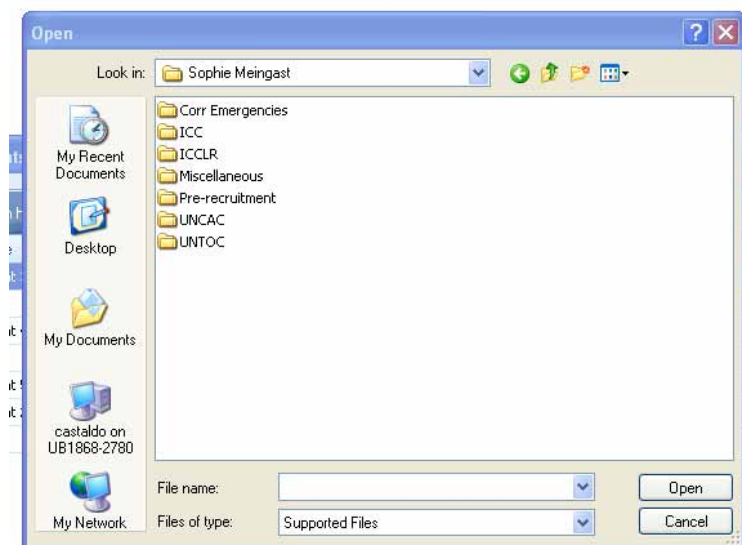 Open
Look in: Sophie Meingast
Corr Emergencies
ICC
ICCLR
Miscellaneous
Pre-recruitment
UNCAC
UNTOC
My Recent
Documents
Desktop
My Documents
castaldo on
UB1868-2780
My Network
File name:
Open
Files of type: Supported Files
Cancel